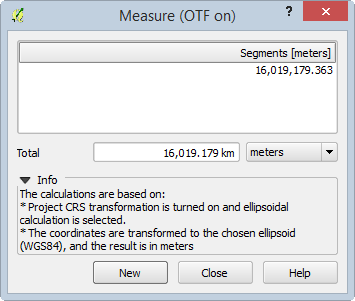 Measure (OTF on)
? ×
Segments [meters]
16,019,179.363
Total 16,019.179 km meters
Info
The calculations are based on:
* Project CRS transformation is turned on and ellipsoidal
calculation is selected.
* The coordinates are transformed to the chosen ellipsoid
(WGS84), and the result is in meters
New Close Help